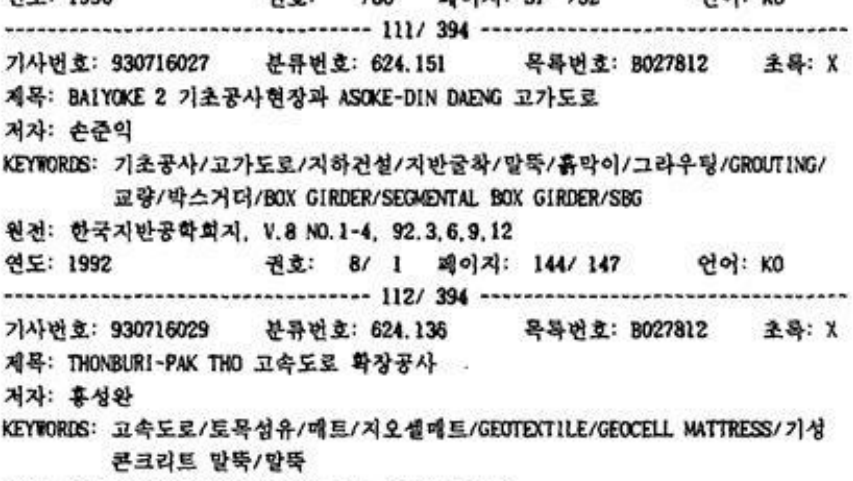 ---------------------------------- 111/ 394 ----------------------------------
기사번호: 930716027 분류번호: 624.151 목록번호: B027812 초록: X
제목: BAIYOKE 2 기초공사현장과 ASOKE-DIN DAENG 고가도로
저자: 손준익
KEYWORDS: 기초공사/고가도로/지하건설/지반굴착/말뚝/흙막이/그라우팅/GROUTING/
교량/박스거더/BOX GIRDER/SEGMENTAL BOX GIRDER/SBG
원전: 한국지반공학회지, V.8 NO.1-4, 92.3,6,9,12
연도: 1992 권호: 8/ 1 페이지: 144/ 147 언어: KO
---------------------------------- 112/ 394 ----------------------------------
기사번호: 930716029 분류번호: 624.136 목록번호: B027812 초록: X
제목: THONBURI-PAK THO 고속도로 확장공사
저자: 홍성완
KEYWORDS: 고속도로/토목섬유/매트/지오셀매트/GEOTEXTILE/GEOCELL MATTRESS/기성
콘크리트 말뚝/말뚝